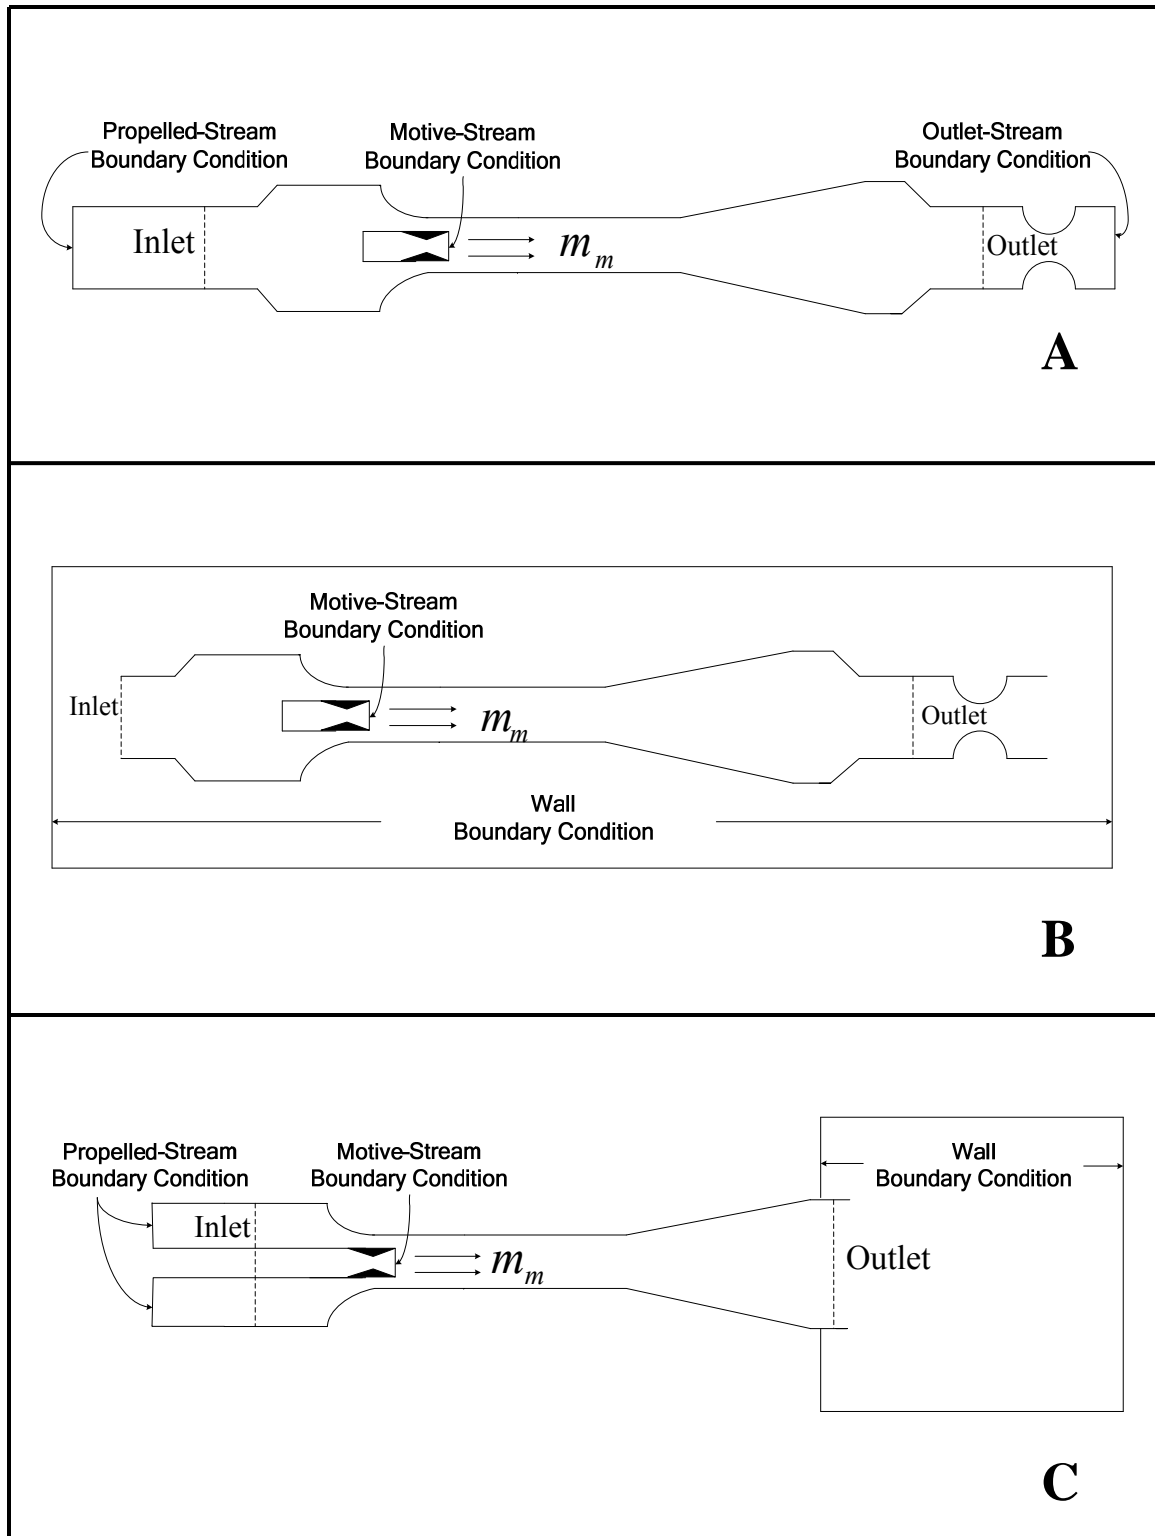 Propelled-Stream
Boundary Condition
Motive-Stream
Boundary Condition
Outlet-Stream
Boundary Condition
Inlet
m m
Outlet
A
Motive-Stream
Boundary Condition
Inlet
m m
Outlet
Wall
Boundary Condition
B
Propelled-Stream
Boundary Condition
Motive-Stream
Boundary Condition
Wall
Boundary Condition
Inlet
m m
Outlet
C